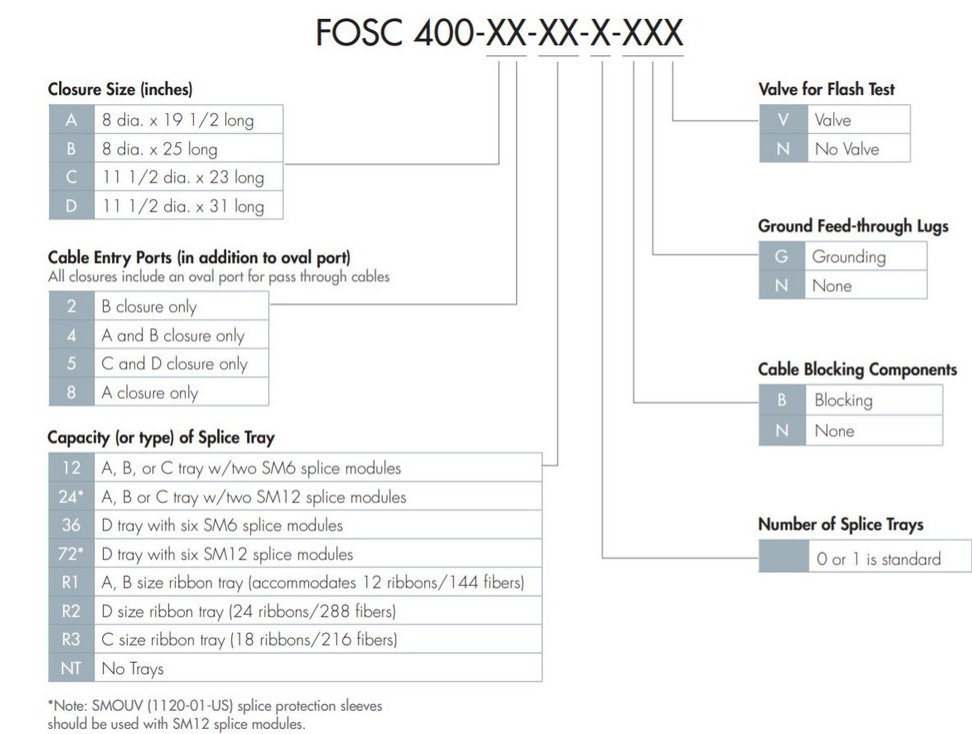 FOSC 400-XX-XX-X-XXX
Closure Size (inches)
A 8 dia. x 19 1/2 long
B 8 dia. x 25 long
C 11 1/2 dia. x 23 long
D 11 1/2 dia. x 31 long
Cable Entry Ports (in addition to oval port)
All closures include an oval port for pass through cables
2 B closure only
4 A and B closure only
5 C and D closure only
8 A closure only
Capacity (or type) of Splice Tray
12 A, B, or C tray w/two SM6 splice modules
24* A, B or C tray w/two SM12 splice modules
36 D tray with six SM6 splice modules
72* D tray with six SM12 splice modules
R1 A, B size ribbon tray (accommodates 12 ribbons/144 fibers)
R2 D size ribbon tray (24 ribbons/288 fibers)
R3 C size ribbon tray (18 ribbons/216 fibers)
NT No Trays
*Note: SMOUV (1120-01-US) splice protection sleeves
should be used with SM12 splice modules.
Valve for Flash Test
V Valve
N No Valve
Ground Feed-through Lugs
G Grounding
N None
Cable Blocking Components
B Blocking
N None
Number of Splice Trays
0 or 1 is standard